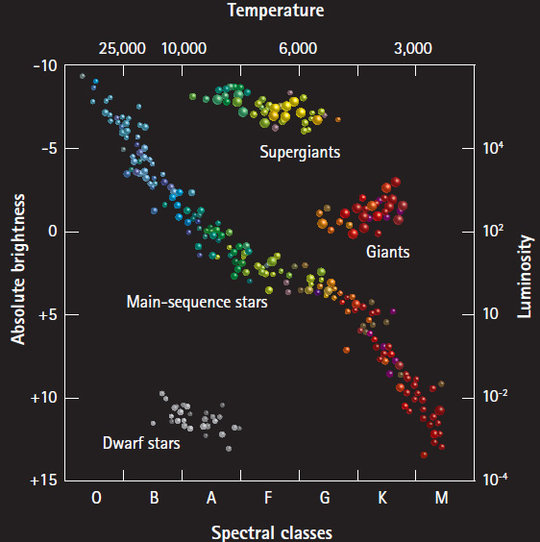 Temperature
25,000 10,000 6,000 3,000
−10
−5
0
+5
+10
+15
Absolute brightness
Supergiants
Giants
Main-sequence stars
Dwarf stars
10⁴
10²
10
10⁻²
10⁻⁴
Luminosity
O B A F G K M
Spectral classes